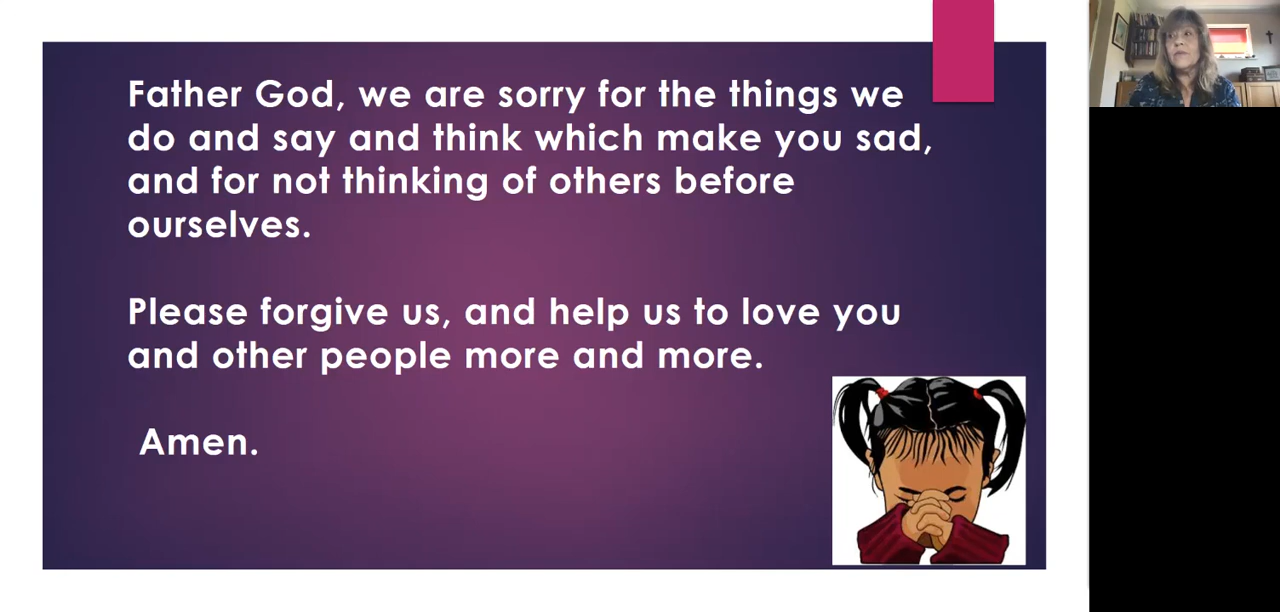 Father God, we are sorry for the things we
do and say and think which make you sad,
and for not thinking of others before
ourselves.
Please forgive us, and help us to love you
and other people more and more.
Amen.